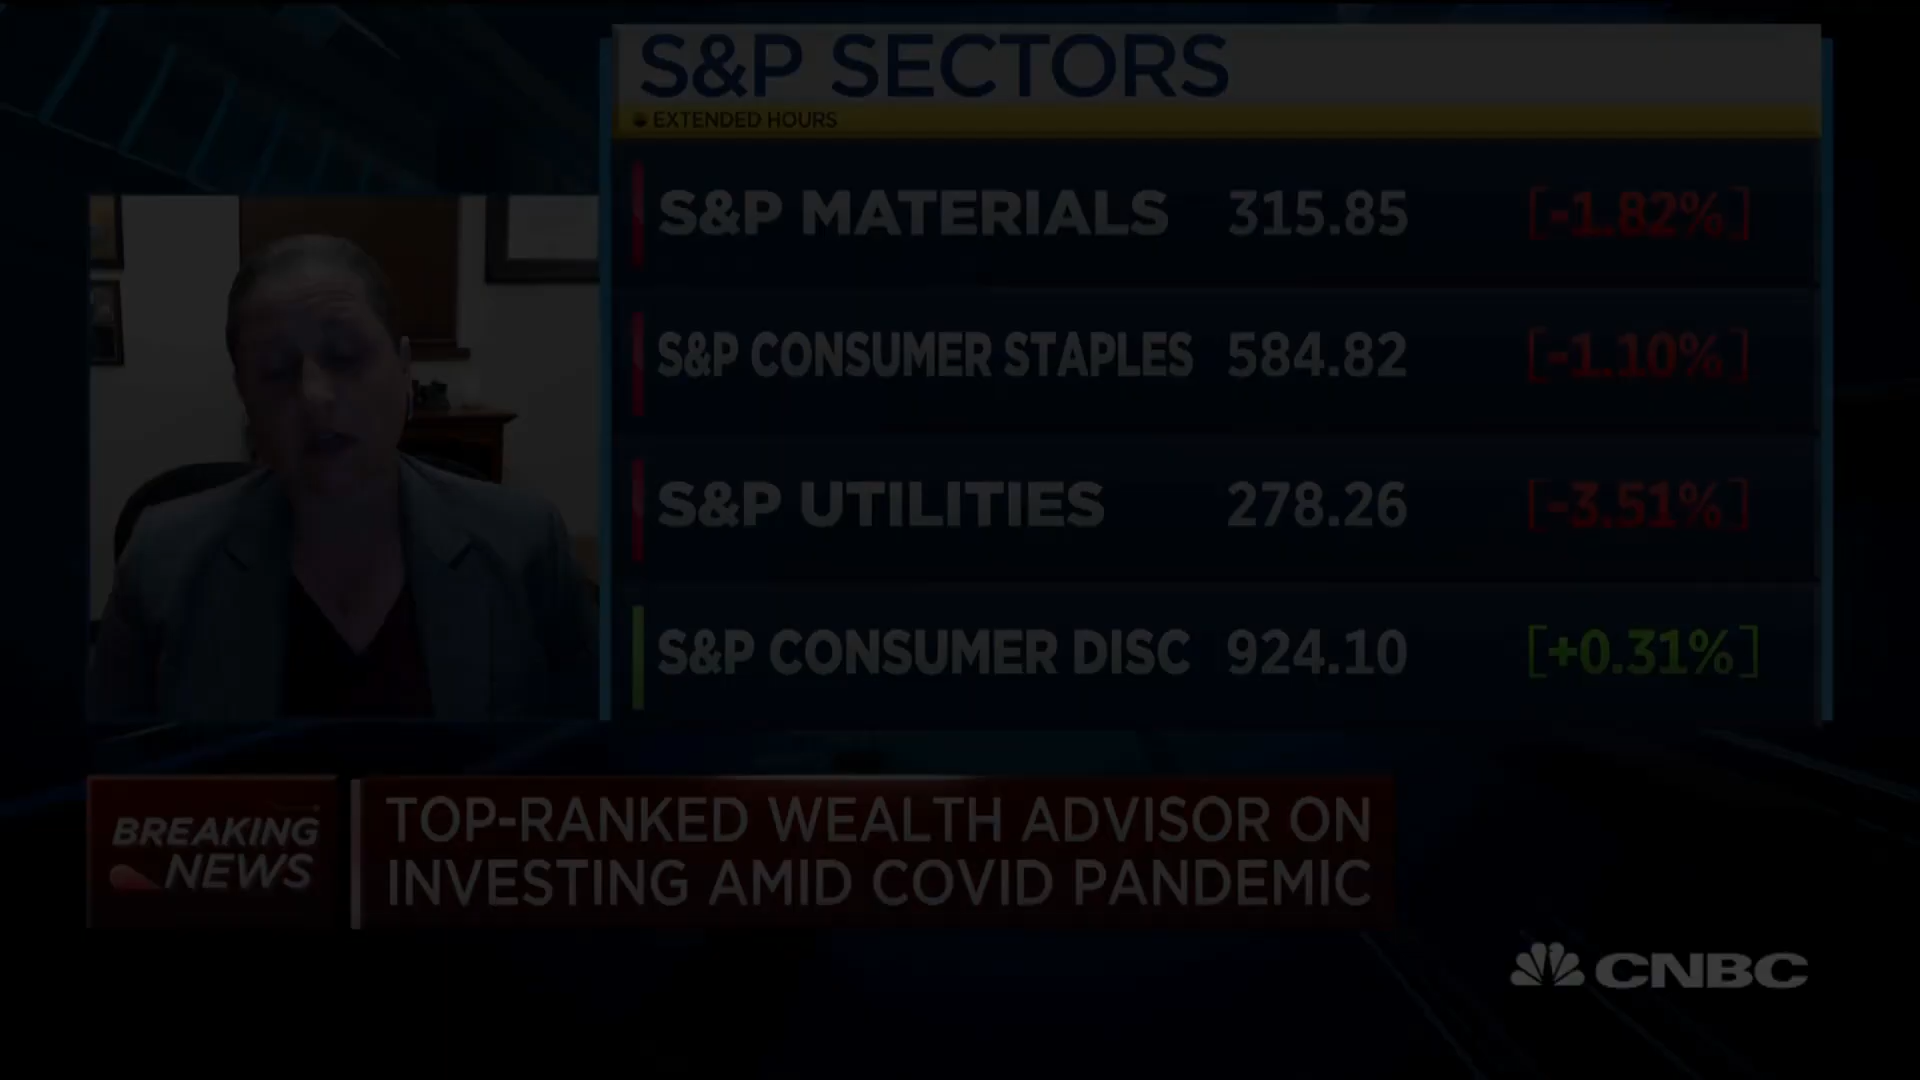 S&P SECTORS
EXTENDED HOURS
S&P MATERIALS 315.85 [-1.82%]
S&P CONSUMER STAPLES 584.82 [-1.10%]
S&P UTILITIES 278.26 [-3.51%]
S&P CONSUMER DISC 924.10 [+0.31%]
BREAKING
NEWS
TOP-RANKED WEALTH ADVISOR ON
INVESTING AMID COVID PANDEMIC
CNBC